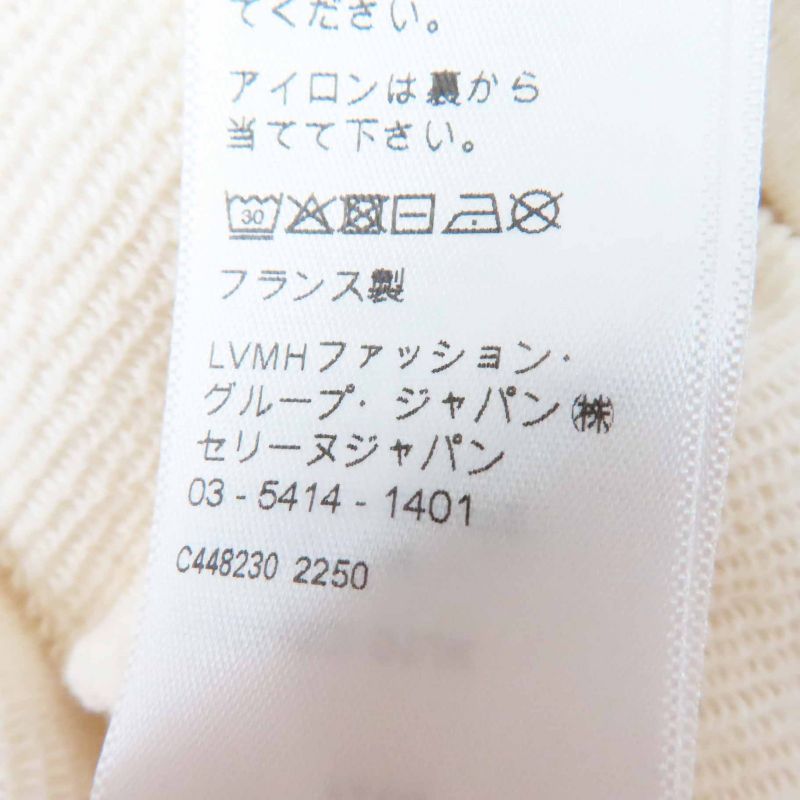 てください。
アイロンは裏から
当てて下さい。
30
フランス製
LVMHファッション·
グループ· ジャパン㈱
セリーヌジャパン
03 - 5414 - 1401
C448230 2250